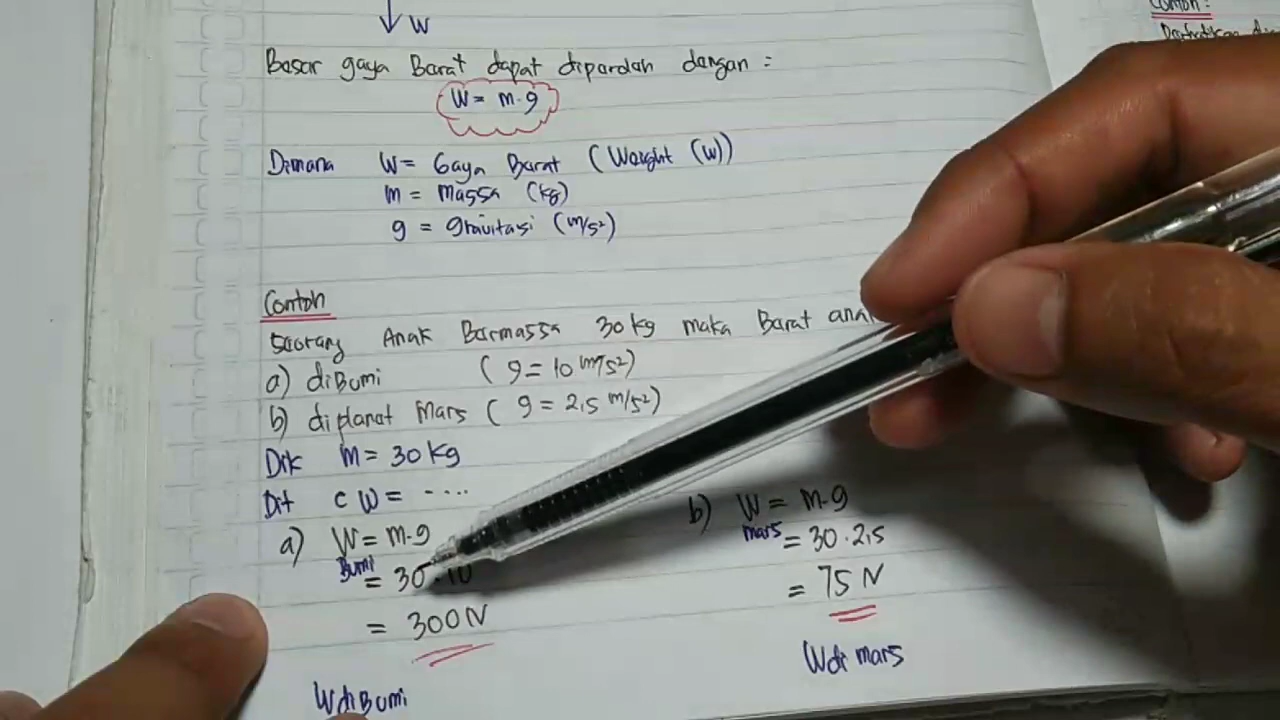 W
Besar gaya Berat dapat diperoleh dengan :
W = m.g
Dimana W = Gaya Berat (Weight (W))
m = Massa (kg)
g = gravitasi (m/s²)
Contoh
Seorang Anak Bermassa 30 kg maka Berat anak
a) diBumi ( g = 10 m/s²)
b) diplanet Mars ( g = 2,5 m/s²)
Dik m = 30 kg
Dit c W = ....
a) W = m.g
Bumi
= 30.10
= 300 N
W di Bumi
b) W = m.g
mars
= 30.2,5
= 75 N
W di mars
Contoh :